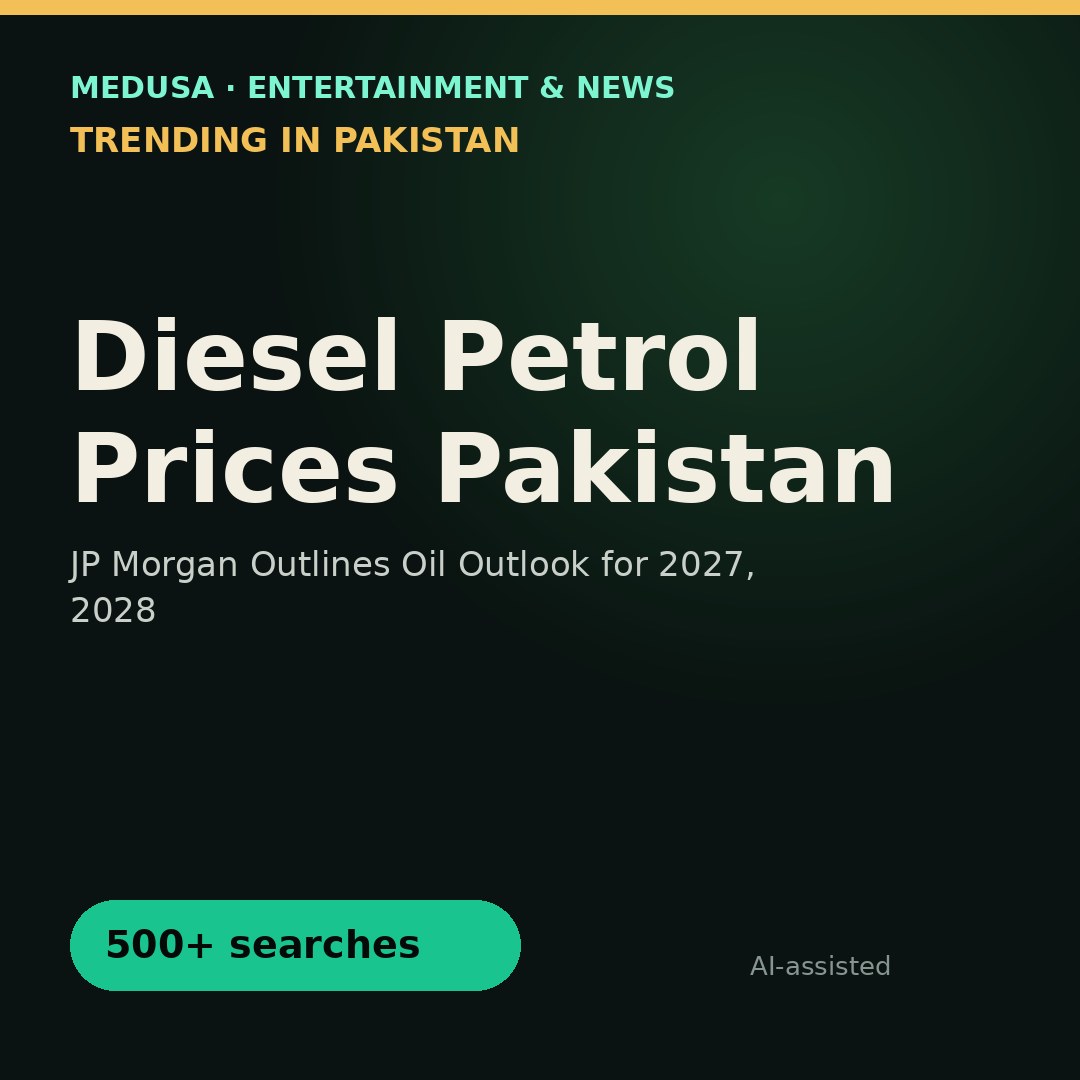 MEDUSA · ENTERTAINMENT & NEWS
TRENDING IN PAKISTAN
Diesel Petrol
Prices Pakistan
JP Morgan Outlines Oil Outlook for 2027,
2028
500+ searches
AI-assisted